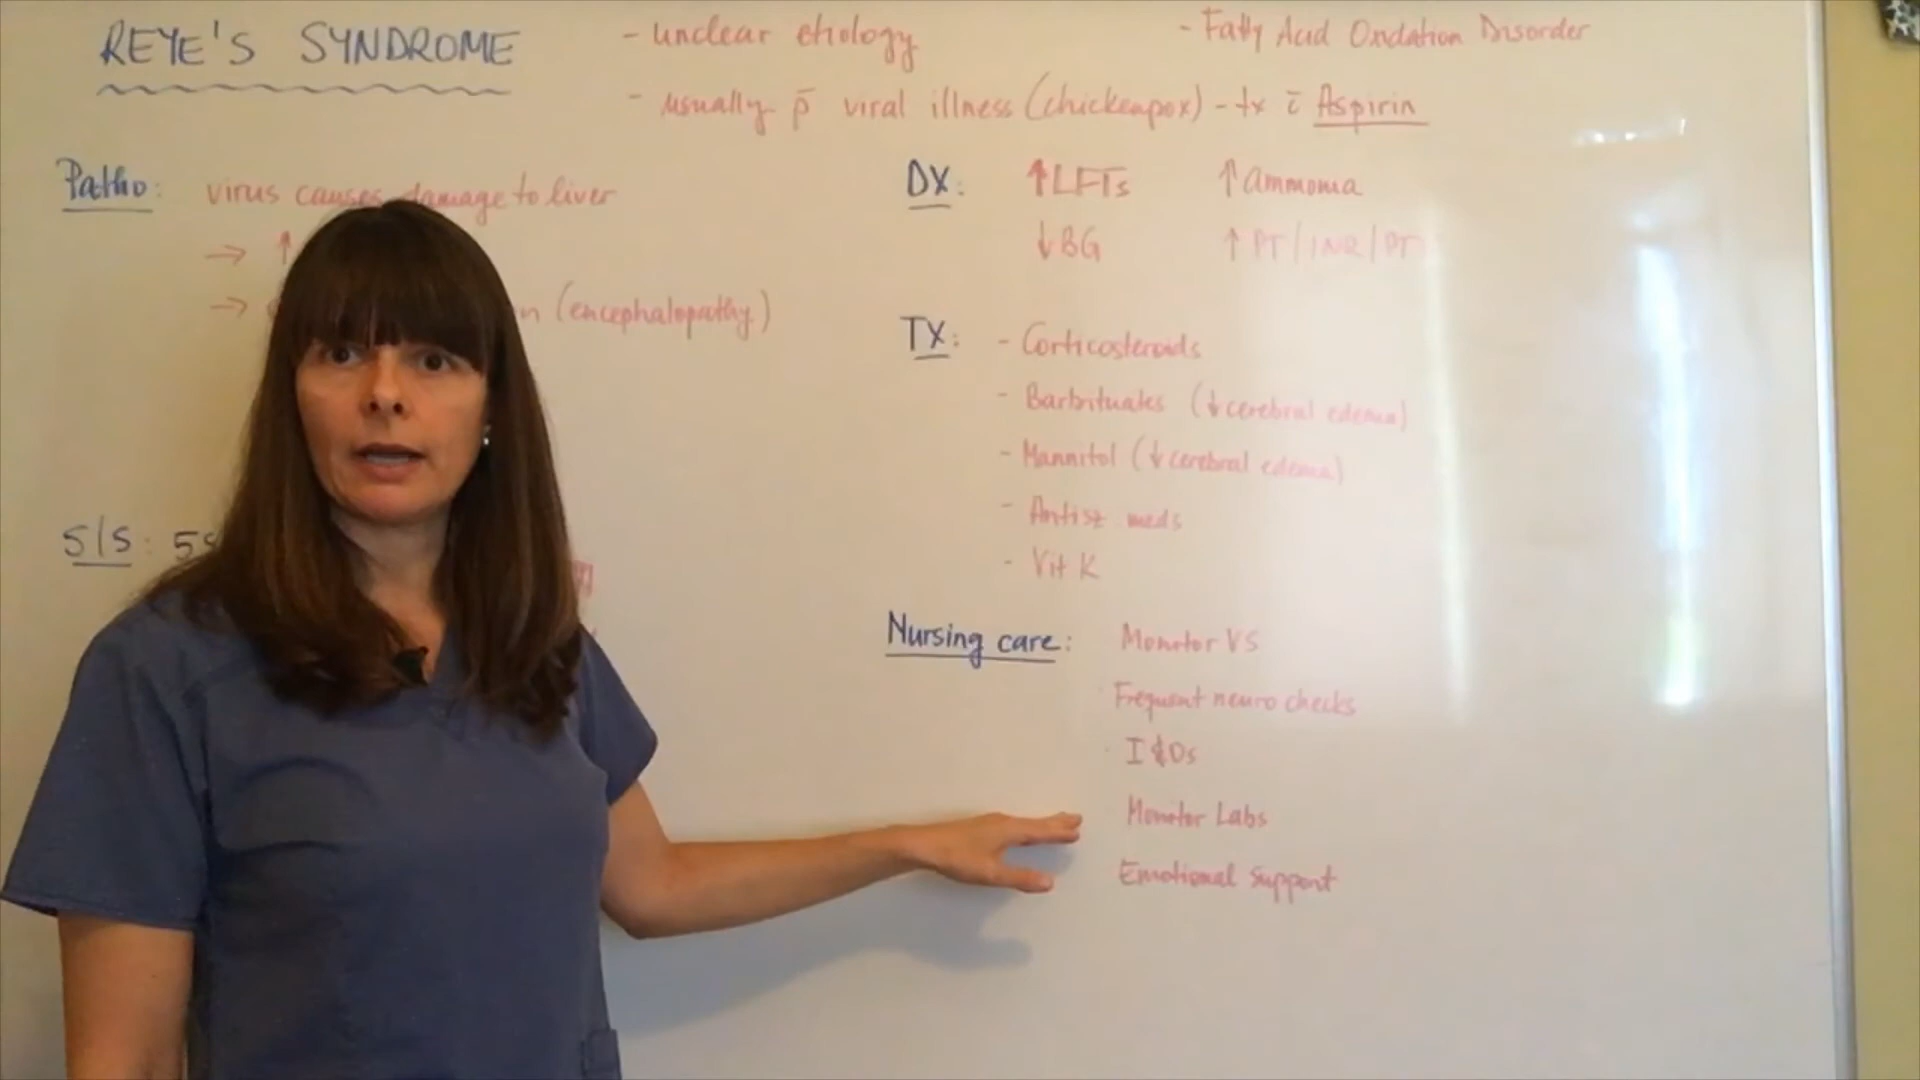 REYE'S SYNDROME
- unclear etiology
- Fatty Acid Oxidation Disorder
- usually p̄ viral illness (chickenpox) - tx c̄ Aspirin
Patho: virus causes damage to liver
→ ↑
→ n (encephalopathy)
S/S: 5
DX: ↑LFTs ↑ammonia
↓BG ↑PT/INR/PT
TX: - Corticosteroids
- Barbituates (↓cerebral edema)
- Mannitol (↓cerebral edema)
- Antisz meds
- Vit K
Nursing care: Monitor VS
Frequent neuro checks
I&Os
Monitor Labs
Emotional Support